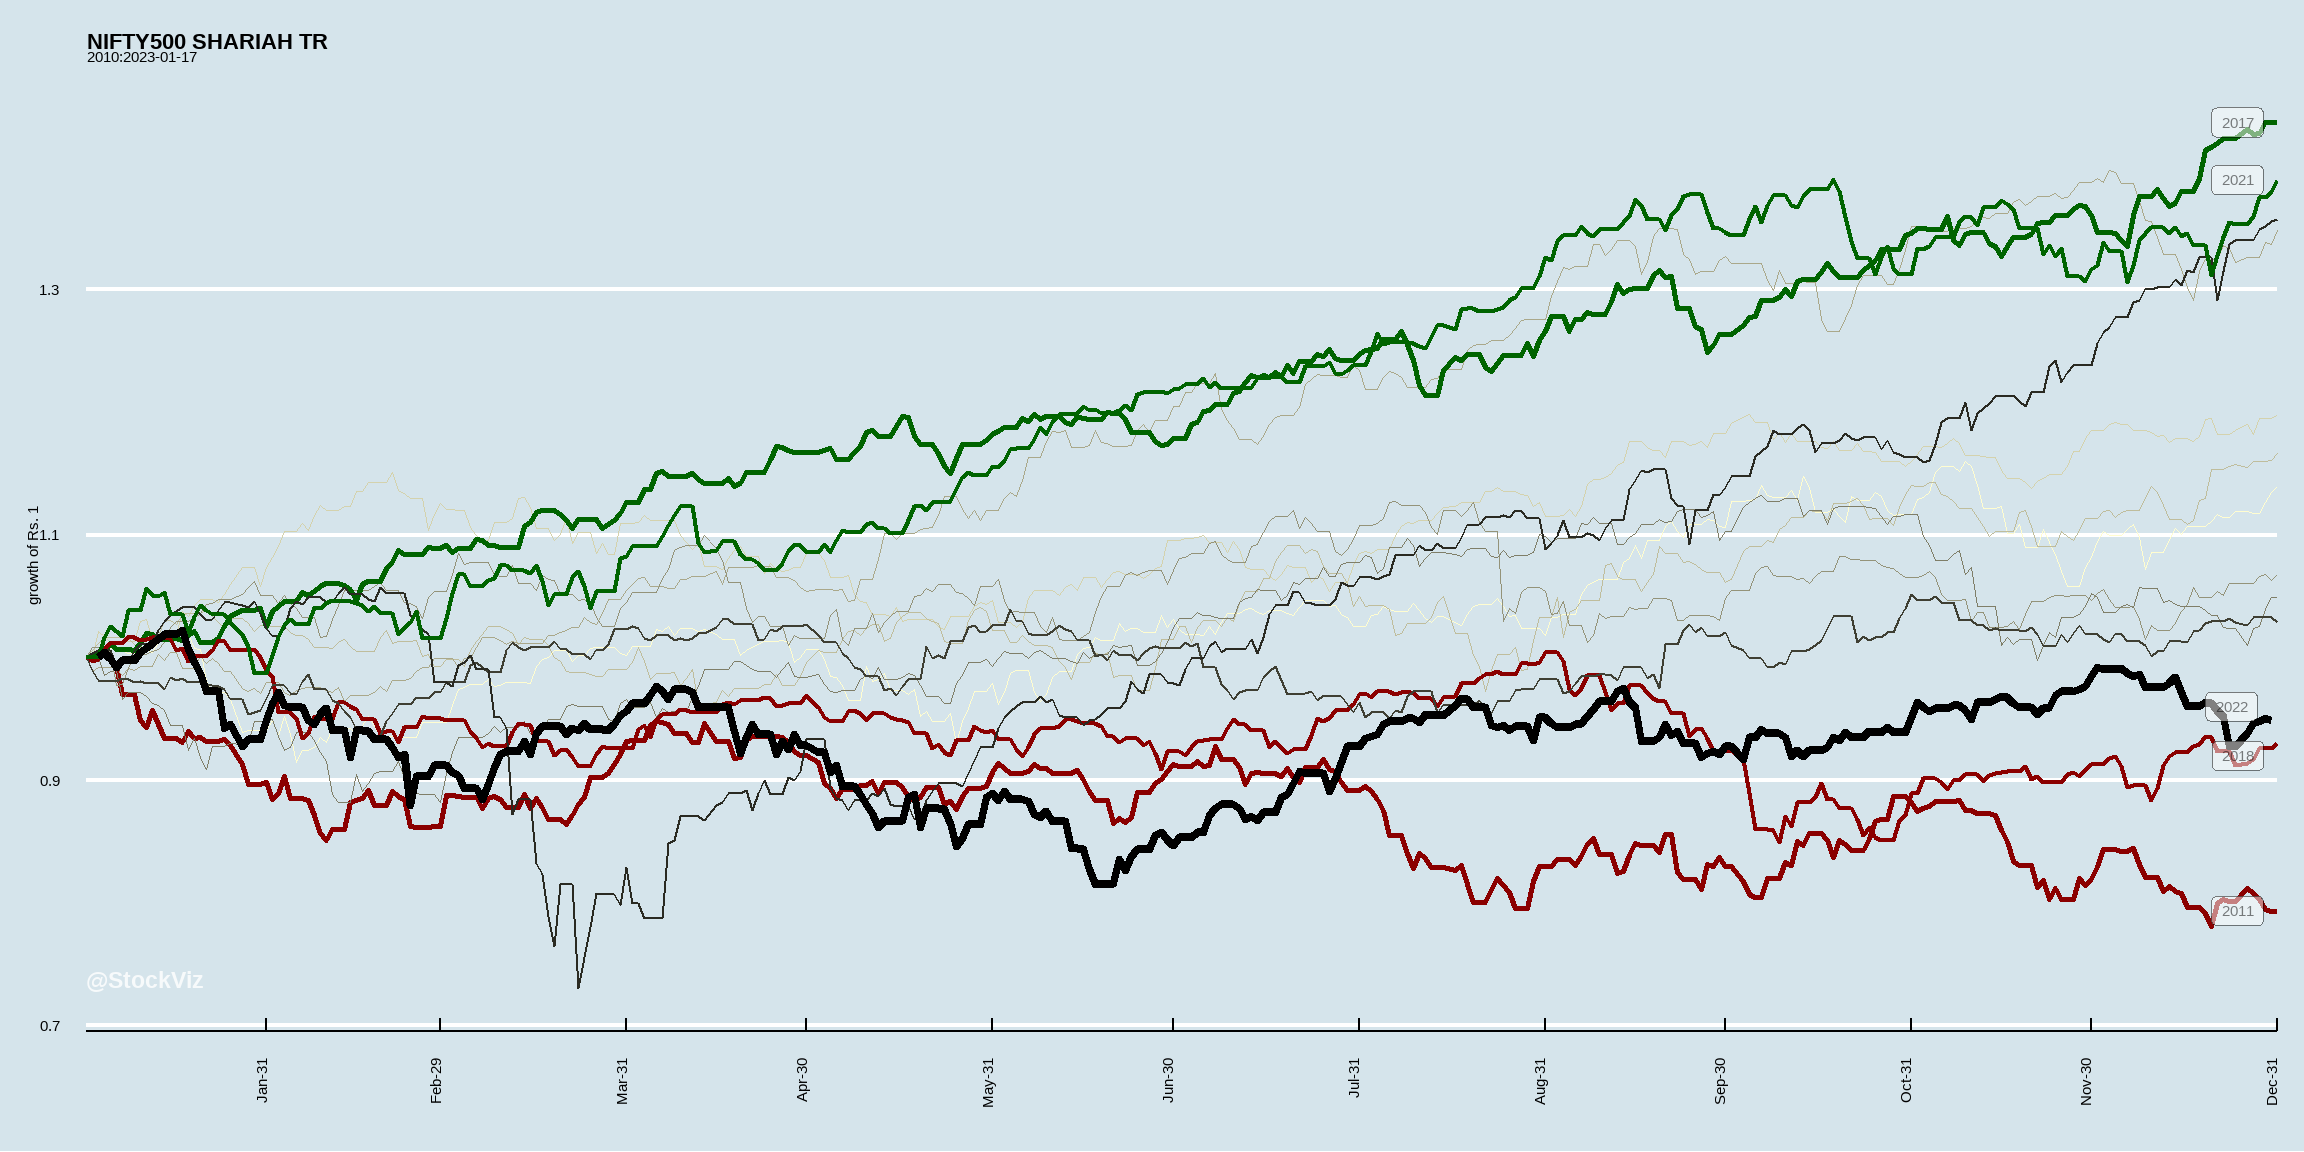 NIFTY500 SHARIAH TR
2010:2023-01-17
2017
2021
1.3
growth of Rs. 1
1.1
2022
2018
0.9
2011
@StockViz
0.7
Jan-31
Feb-29
Mar-31
Apr-30
May-31
Jun-30
Jul-31
Aug-31
Sep-30
Oct-31
Nov-30
Dec-31